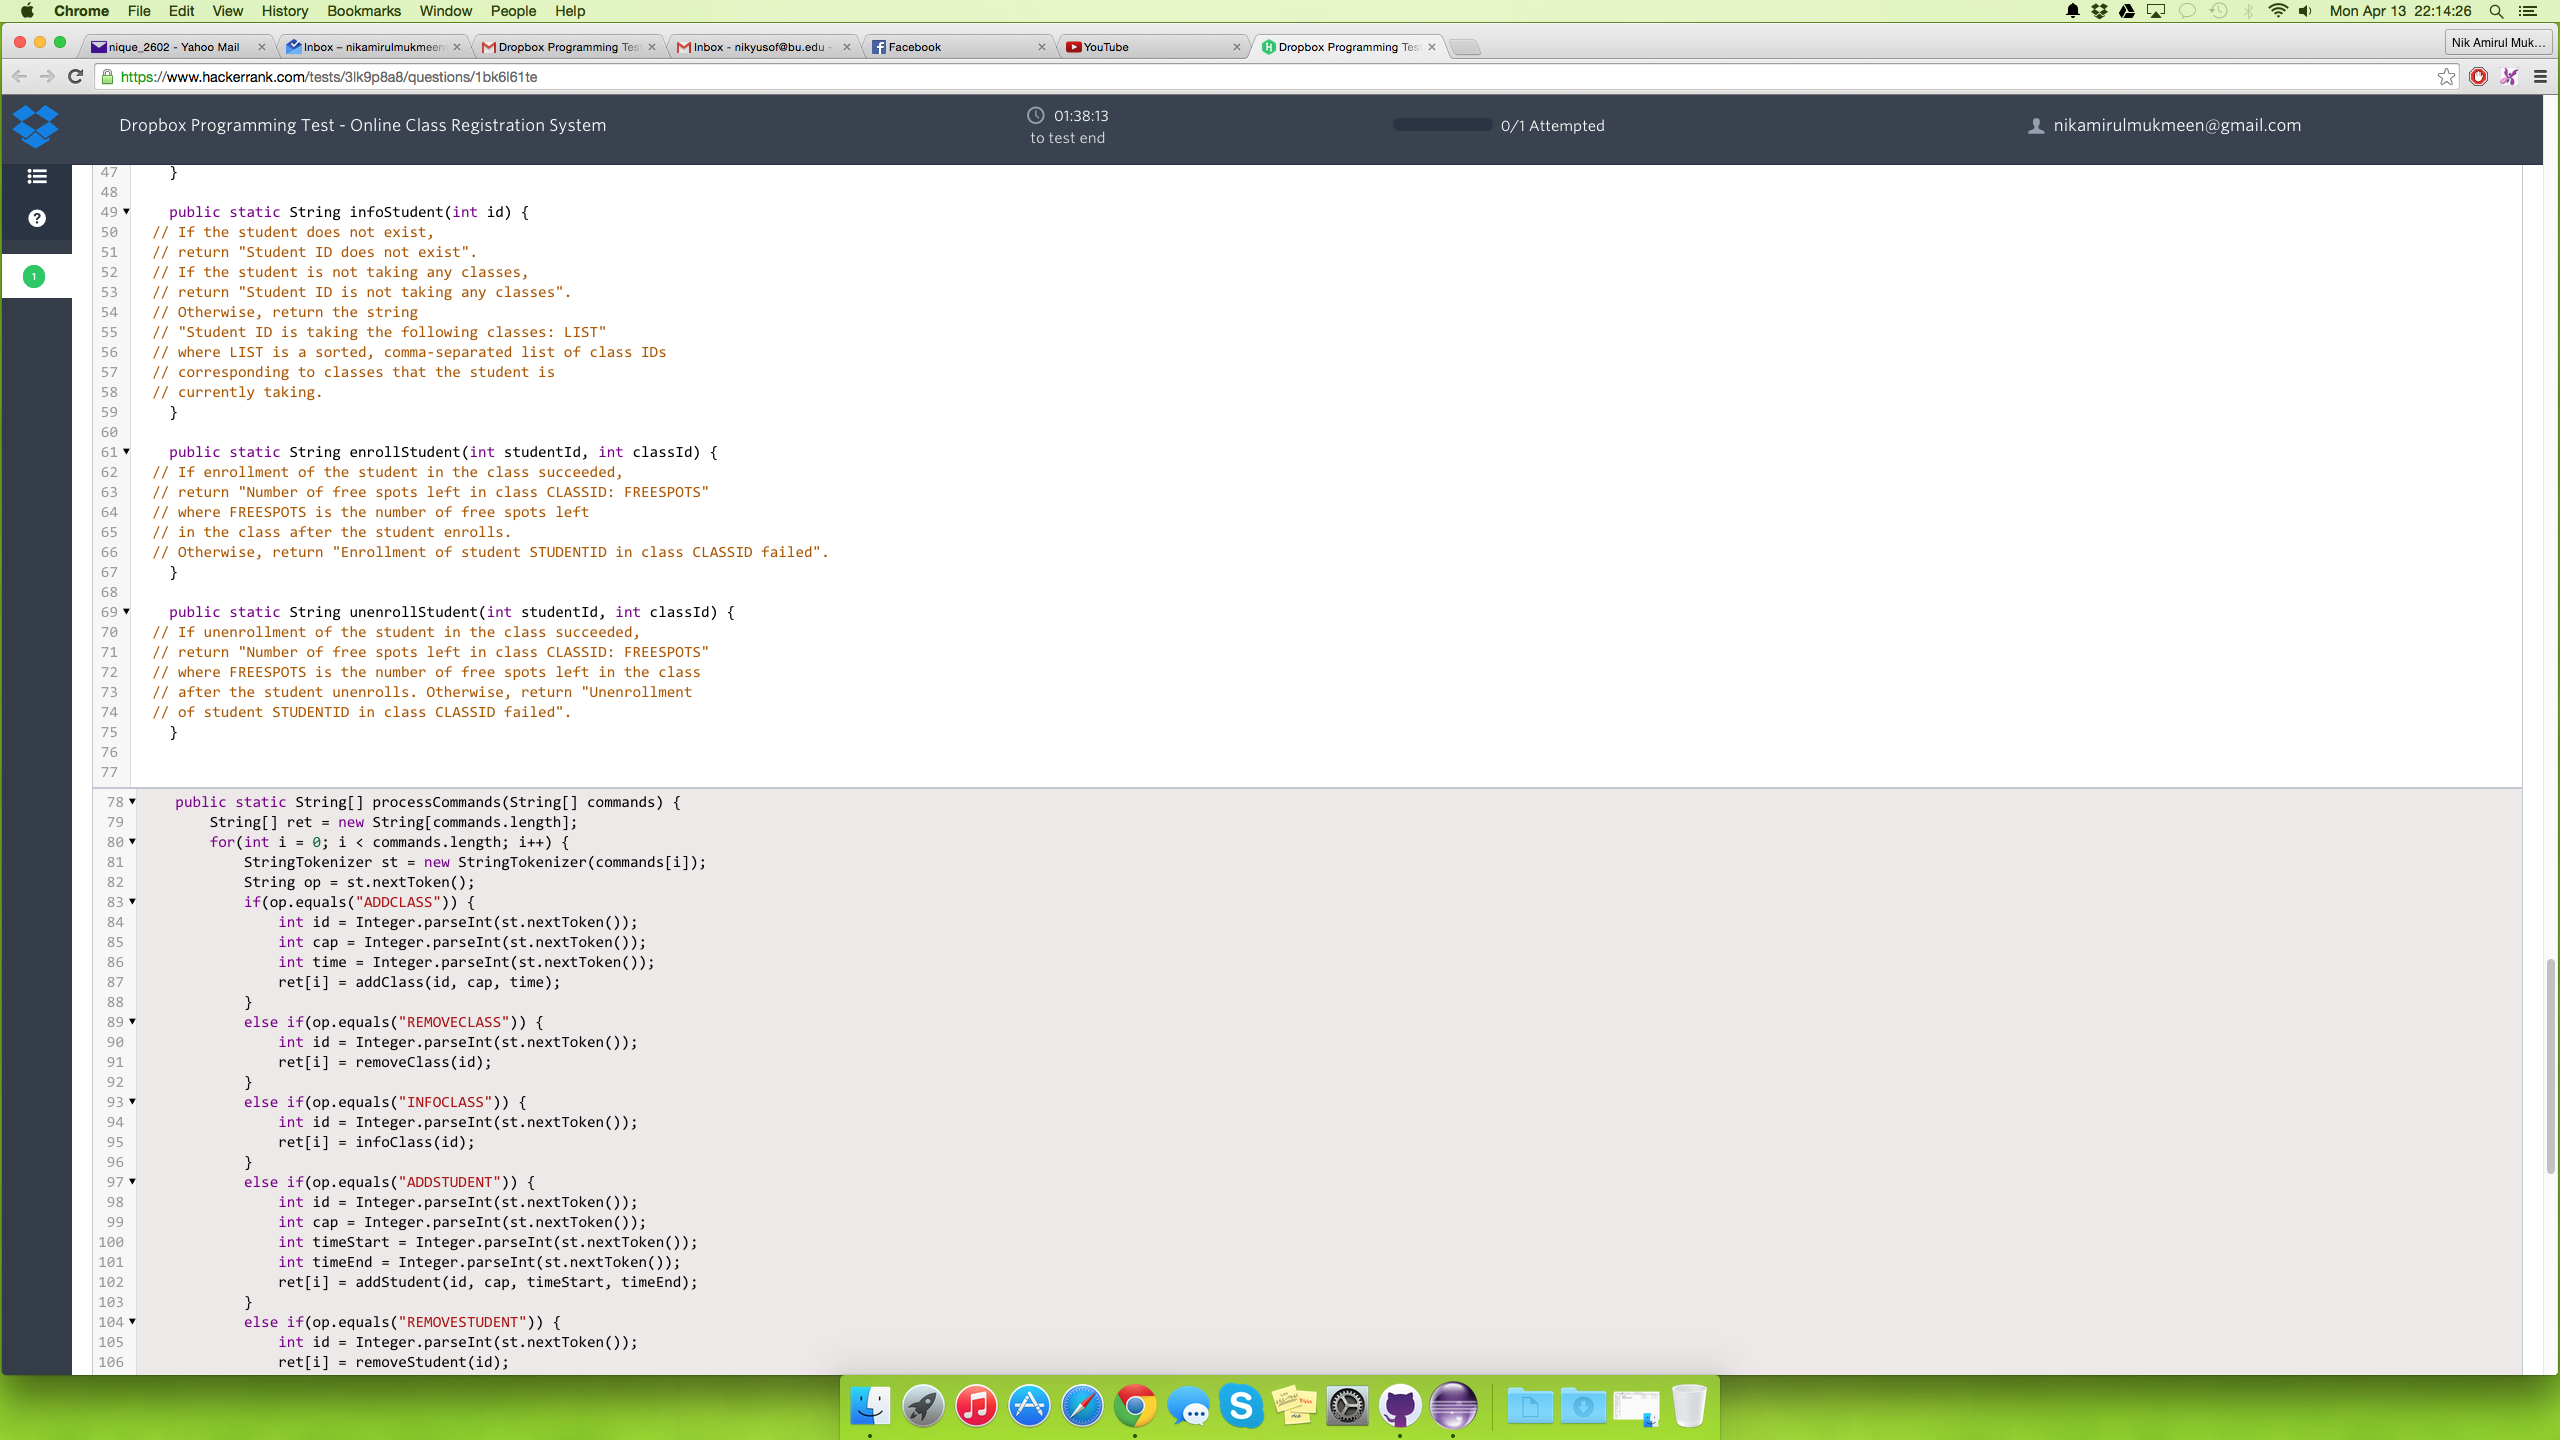 Chrome File Edit View History Bookmarks Window People Help Mon Apr 13 22:14:26
nique_2602 - Yahoo Mail Inbox – nikamirulmukmeen Dropbox Programming Tes Inbox - nikyusof@bu.edu - Facebook YouTube Dropbox Programming Tes Nik Amirul Muk...
https://www.hackerrank.com/tests/3lk9p8a8/questions/1bk6l61te
Dropbox Programming Test - Online Class Registration System
01:38:13
to test end
0/1 Attempted
nikamirulmukmeen@gmail.com
1
47 }
48
49 public static String infoStudent(int id) {
50 // If the student does not exist,
51 // return "Student ID does not exist".
52 // If the student is not taking any classes,
53 // return "Student ID is not taking any classes".
54 // Otherwise, return the string
55 // "Student ID is taking the following classes: LIST"
56 // where LIST is a sorted, comma-separated list of class IDs
57 // corresponding to classes that the student is
58 // currently taking.
59 }
60
61 public static String enrollStudent(int studentId, int classId) {
62 // If enrollment of the student in the class succeeded,
63 // return "Number of free spots left in class CLASSID: FREESPOTS"
64 // where FREESPOTS is the number of free spots left
65 // in the class after the student enrolls.
66 // Otherwise, return "Enrollment of student STUDENTID in class CLASSID failed".
67 }
68
69 public static String unenrollStudent(int studentId, int classId) {
70 // If unenrollment of the student in the class succeeded,
71 // return "Number of free spots left in class CLASSID: FREESPOTS"
72 // where FREESPOTS is the number of free spots left in the class
73 // after the student unenrolls. Otherwise, return "Unenrollment
74 // of student STUDENTID in class CLASSID failed".
75 }
76
77
78 public static String[] processCommands(String[] commands) {
79 String[] ret = new String[commands.length];
80 for(int i = 0; i < commands.length; i++) {
81 StringTokenizer st = new StringTokenizer(commands[i]);
82 String op = st.nextToken();
83 if(op.equals("ADDCLASS")) {
84 int id = Integer.parseInt(st.nextToken());
85 int cap = Integer.parseInt(st.nextToken());
86 int time = Integer.parseInt(st.nextToken());
87 ret[i] = addClass(id, cap, time);
88 }
89 else if(op.equals("REMOVECLASS")) {
90 int id = Integer.parseInt(st.nextToken());
91 ret[i] = removeClass(id);
92 }
93 else if(op.equals("INFOCLASS")) {
94 int id = Integer.parseInt(st.nextToken());
95 ret[i] = infoClass(id);
96 }
97 else if(op.equals("ADDSTUDENT")) {
98 int id = Integer.parseInt(st.nextToken());
99 int cap = Integer.parseInt(st.nextToken());
100 int timeStart = Integer.parseInt(st.nextToken());
101 int timeEnd = Integer.parseInt(st.nextToken());
102 ret[i] = addStudent(id, cap, timeStart, timeEnd);
103 }
104 else if(op.equals("REMOVESTUDENT")) {
105 int id = Integer.parseInt(st.nextToken());
106 ret[i] = removeStudent(id);